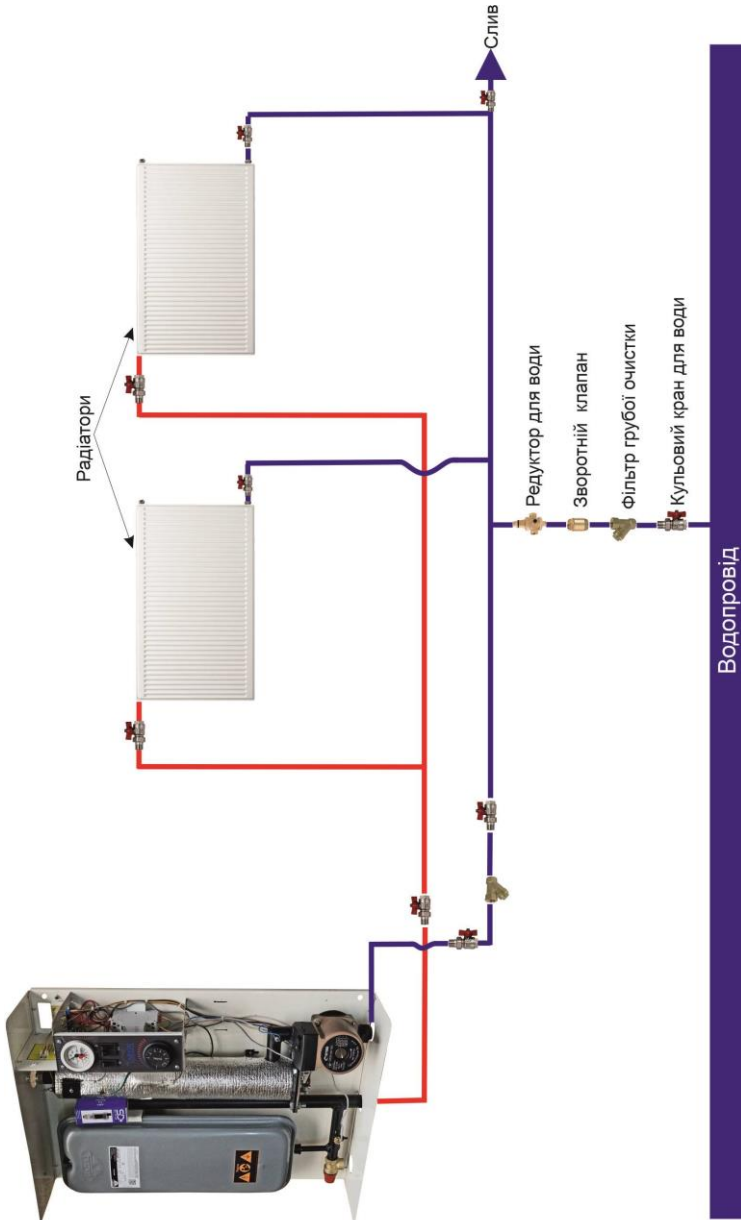 Радіатори
Слив
Редуктор для води
Зворотній клапан
Фільтр грубої очистки
Кульовий кран для води
Водопровід